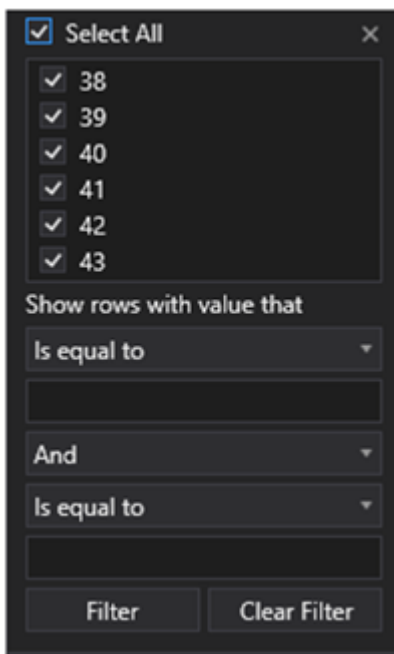 Select All
38
39
40
41
42
43
Show rows with value that
Is equal to
And
Is equal to
Filter Clear Filter